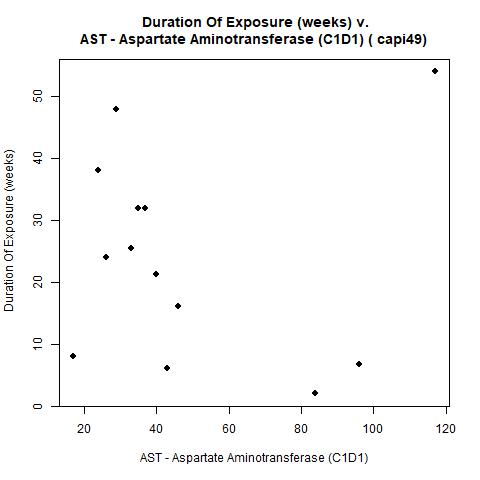 Duration Of Exposure (weeks) v.
AST - Aspartate Aminotransferase (C1D1) ( capi49)
Duration Of Exposure (weeks)
50
40
30
20
10
0
20 40 60 80 100 120
AST - Aspartate Aminotransferase (C1D1)